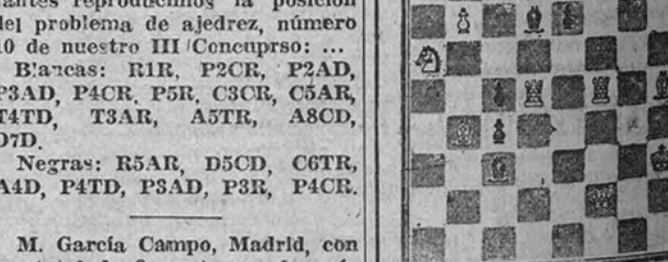 antes reproducimos la posición
del problema de ajedrez, número
10 de nuestro III Concuprso: ...
Blancas: R1R, P2CR, P2AD,
P3AD, P4CR, P5R, C3CR, C5AR,
T4TD, T3AR, A5TR, A8CD,
D7D.
Negras: R5AR, D5CD, C6TR,
A4D, P4TD, P3AD, P3R, P4CR.
M. García Campo, Madrid, con